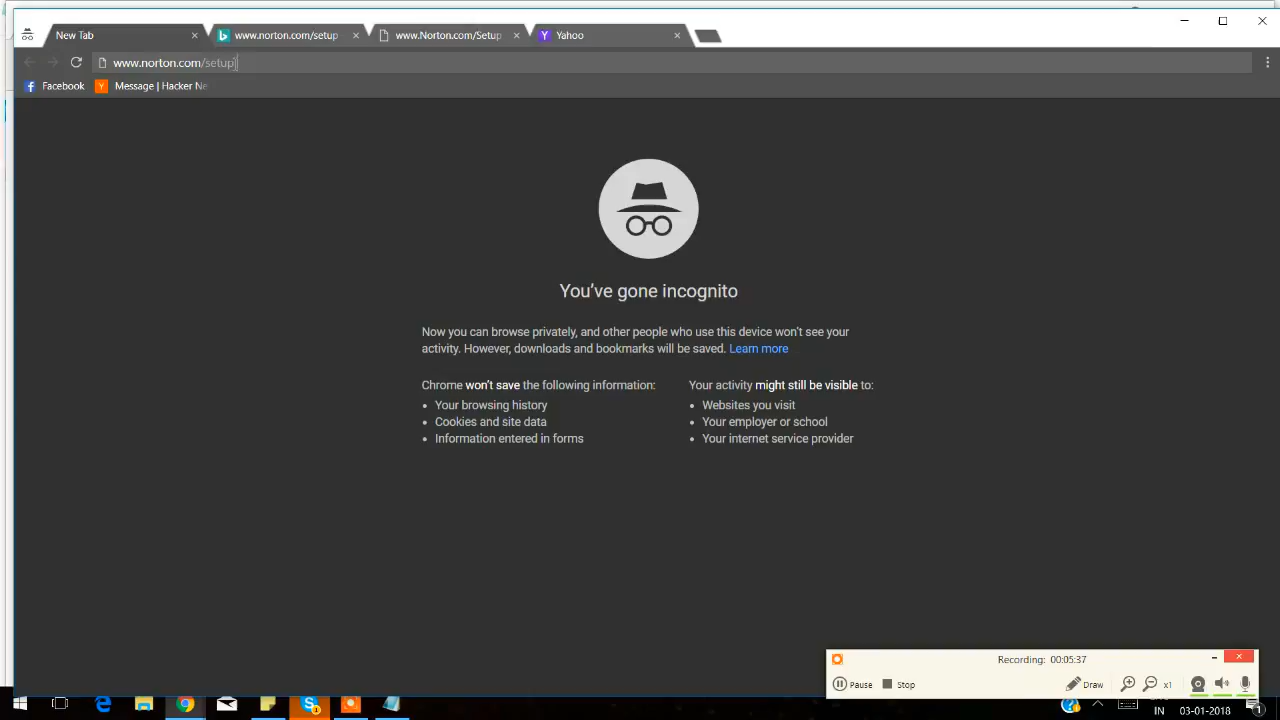 New Tab
www.norton.com/setup
www.Norton.com/Setup
Yahoo
www.norton.com/setup
Facebook
Message | Hacker Ne
You've gone incognito
Now you can browse privately, and other people who use this device won't see your
activity. However, downloads and bookmarks will be saved. Learn more
Chrome won't save the following information:
Your browsing history
Cookies and site data
Information entered in forms
Your activity might still be visible to:
Websites you visit
Your employer or school
Your internet service provider
Recording: 00:05:37
Pause
Stop
Draw
x1
IN
03-01-2018
1